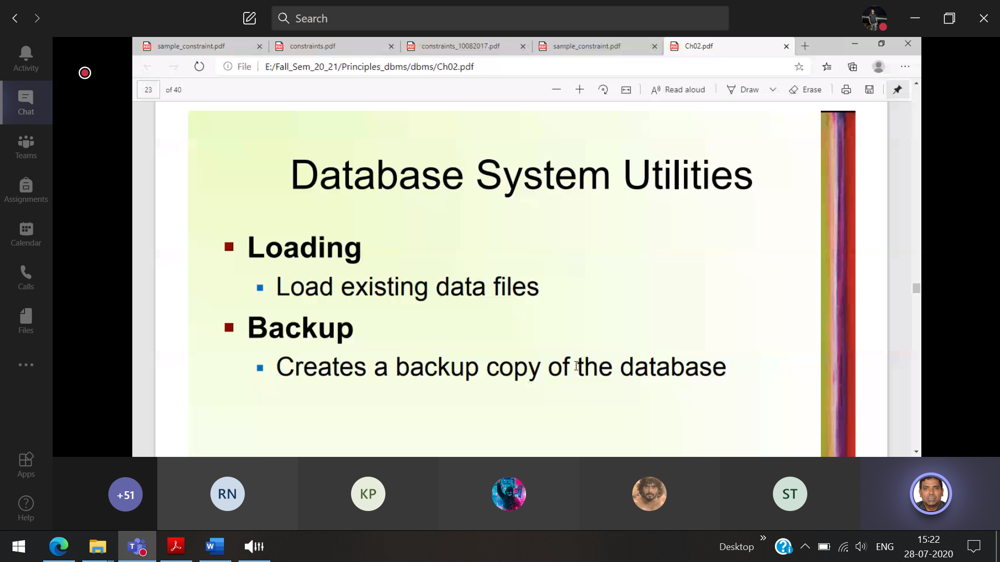 Search
Activity
Chat
Teams
Assignments
Calendar
Calls
Files
Apps
Help
sample_constraint.pdf
constraints.pdf
constraints_10082017.pdf
sample_constraint.pdf
Ch02.pdf
File
E:/Fall_Sem_20_21/Principles_dbms/dbms/Ch02.pdf
23 of 40
Read aloud
Draw
Erase
Database System Utilities
Loading
Load existing data files
Backup
Creates a backup copy of the database
+51
RN
KP
ST
Desktop
ENG
15:22
28-07-2020